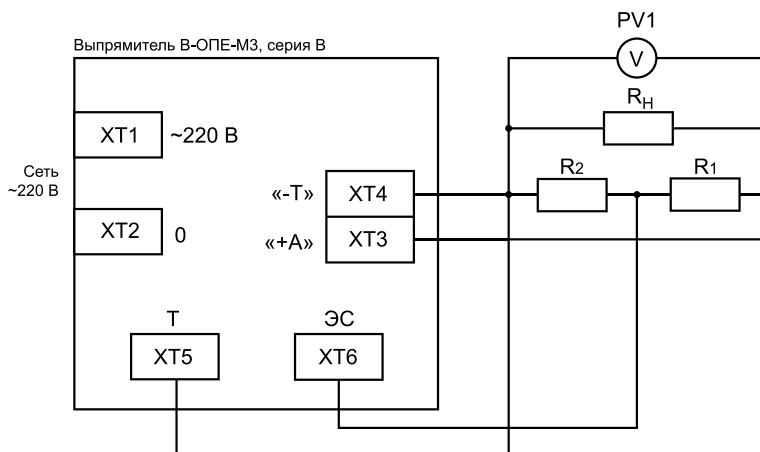 PV1
V
Выпрямитель В-ОПЕ-М3, серия В
RН
XT1 ~220 В
Сеть
~220 В
R2 R1
«-Т» XT4
«+А» XT3
XT2 0
Т ЭС
XT5 XT6